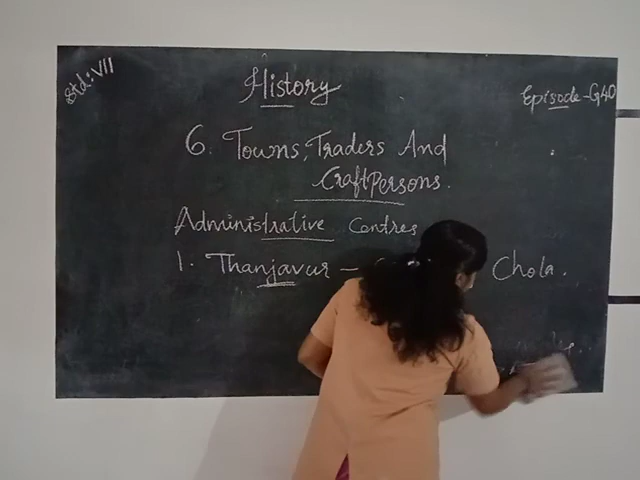 Std: VII
History
Episode-G40
6. Towns, Traders And
CraftPersons.
Administrative Centres
1. Thanjavur – Chola.